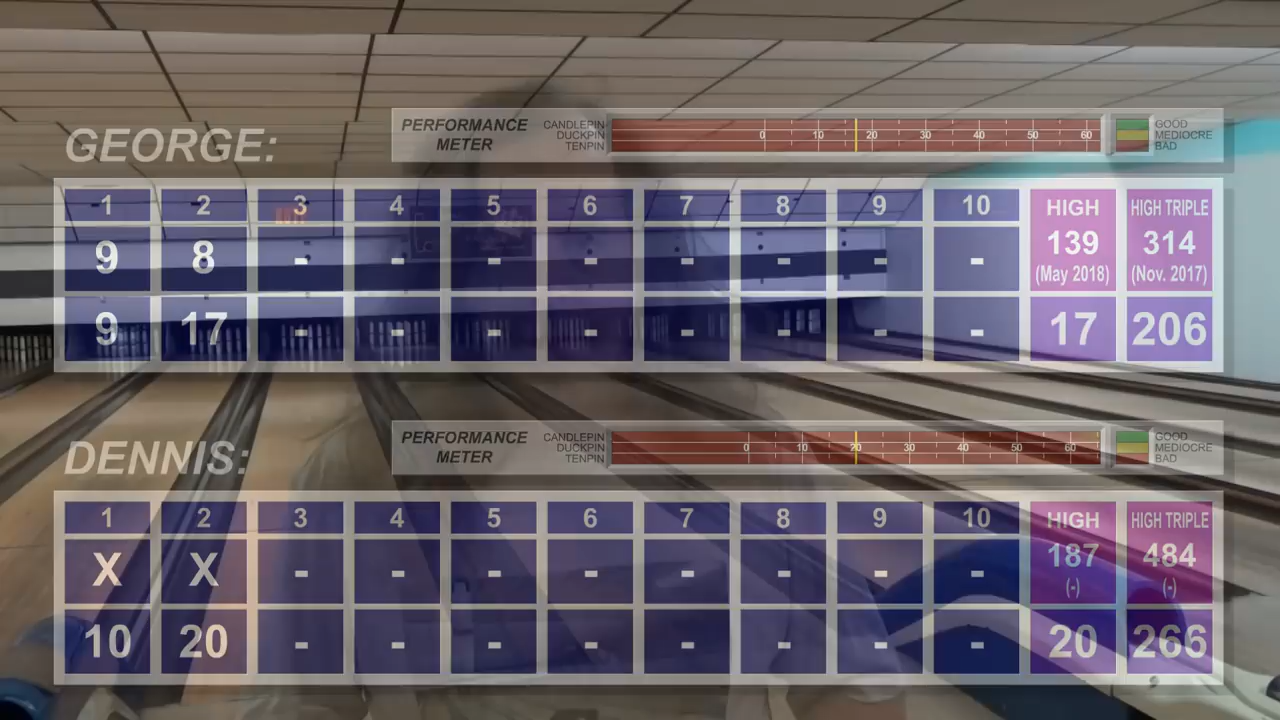 GEORGE:
PERFORMANCE METER
CANDLEPIN
DUCKPIN
TENPIN
0 10 20 30 40 50 60
GOOD
MEDIOCRE
BAD
1 2 3 4 5 6 7 8 9 10 HIGH HIGH TRIPLE
9 8 - - - - - - - - 139 314
(May 2018) (Nov. 2017)
9 17 - - - - - - - - 17 206
DENNIS:
PERFORMANCE METER
CANDLEPIN
DUCKPIN
TENPIN
0 10 20 30 40 50 60
GOOD
MEDIOCRE
BAD
1 2 3 4 5 6 7 8 9 10 HIGH HIGH TRIPLE
X X - - - - - - - - 187 484
(-) (-)
10 20 - - - - - - - - 20 266